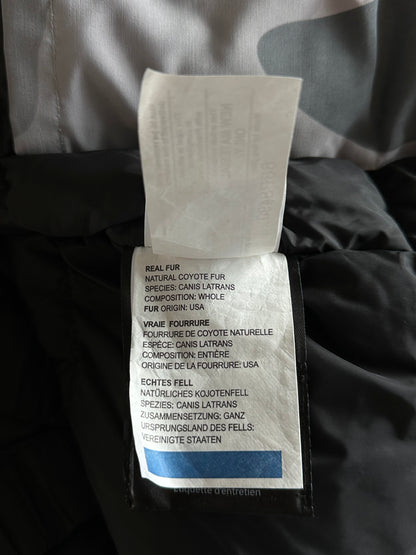 REAL FUR
NATURAL COYOTE FUR
SPECIES: CANIS LATRANS
COMPOSITION: WHOLE
FUR ORIGIN: USA
VRAIE FOURRURE
FOURRURE DE COYOTE NATURELLE
ESPÈCE: CANIS LATRANS
COMPOSITION: ENTIÈRE
ORIGINE DE LA FOURRURE: USA
ECHTES FELL
NATÜRLICHES KOJOTENFELL
SPEZIES: CANIS LATRANS
ZUSAMMENSETZUNG: GANZ
URSPRUNGSLAND DES FELLS:
VEREINIGTE STAATEN
Étiquette d'entretien